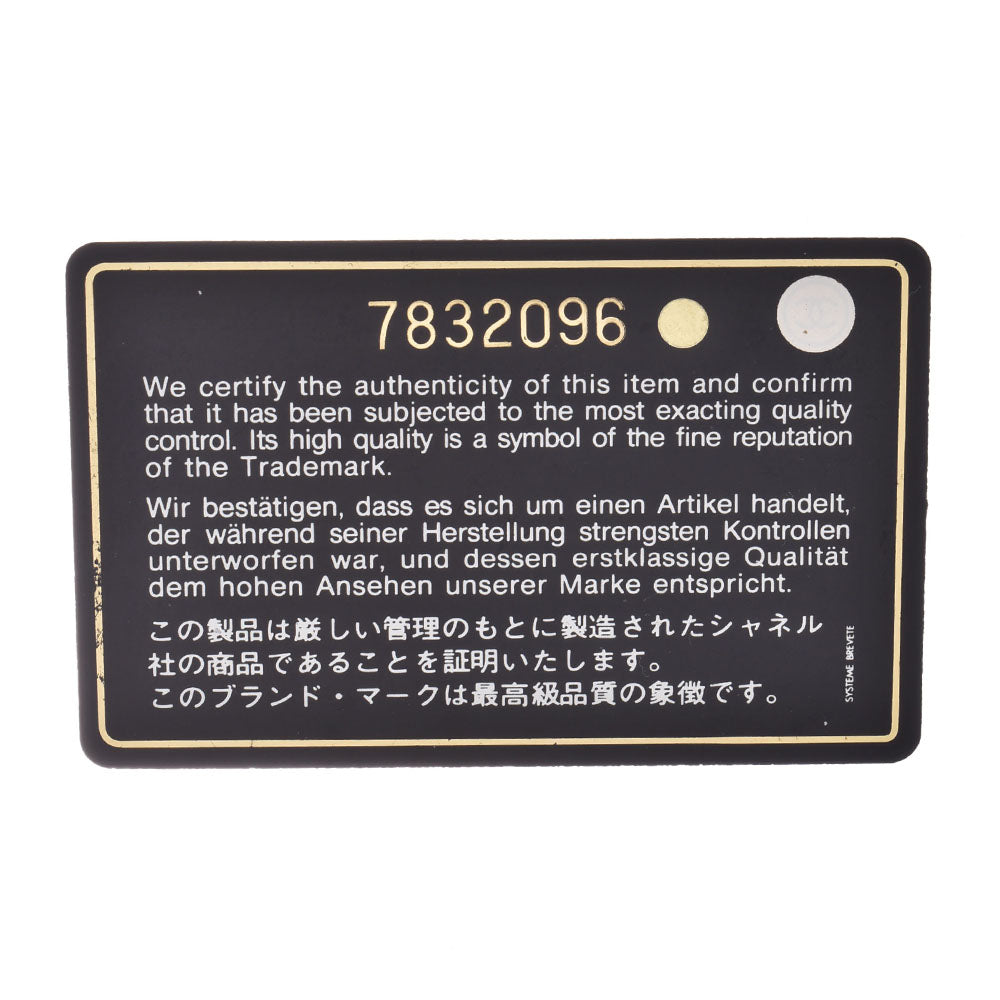 7832096
We certify the authenticity of this item and confirm
that it has been subjected to the most exacting quality
control. Its high quality is a symbol of the fine reputation
of the Trademark.
Wir bestätigen, dass es sich um einen Artikel handelt,
der während seiner Herstellung strengsten Kontrollen
unterworfen war, und dessen erstklassige Qualität
dem hohen Ansehen unserer Marke entspricht.
この製品は厳しい管理のもとに製造されたシャネル
社の商品であることを証明いたします。
このブランド・マークは最高級品質の象徴です。
SYSTEME BREVETE